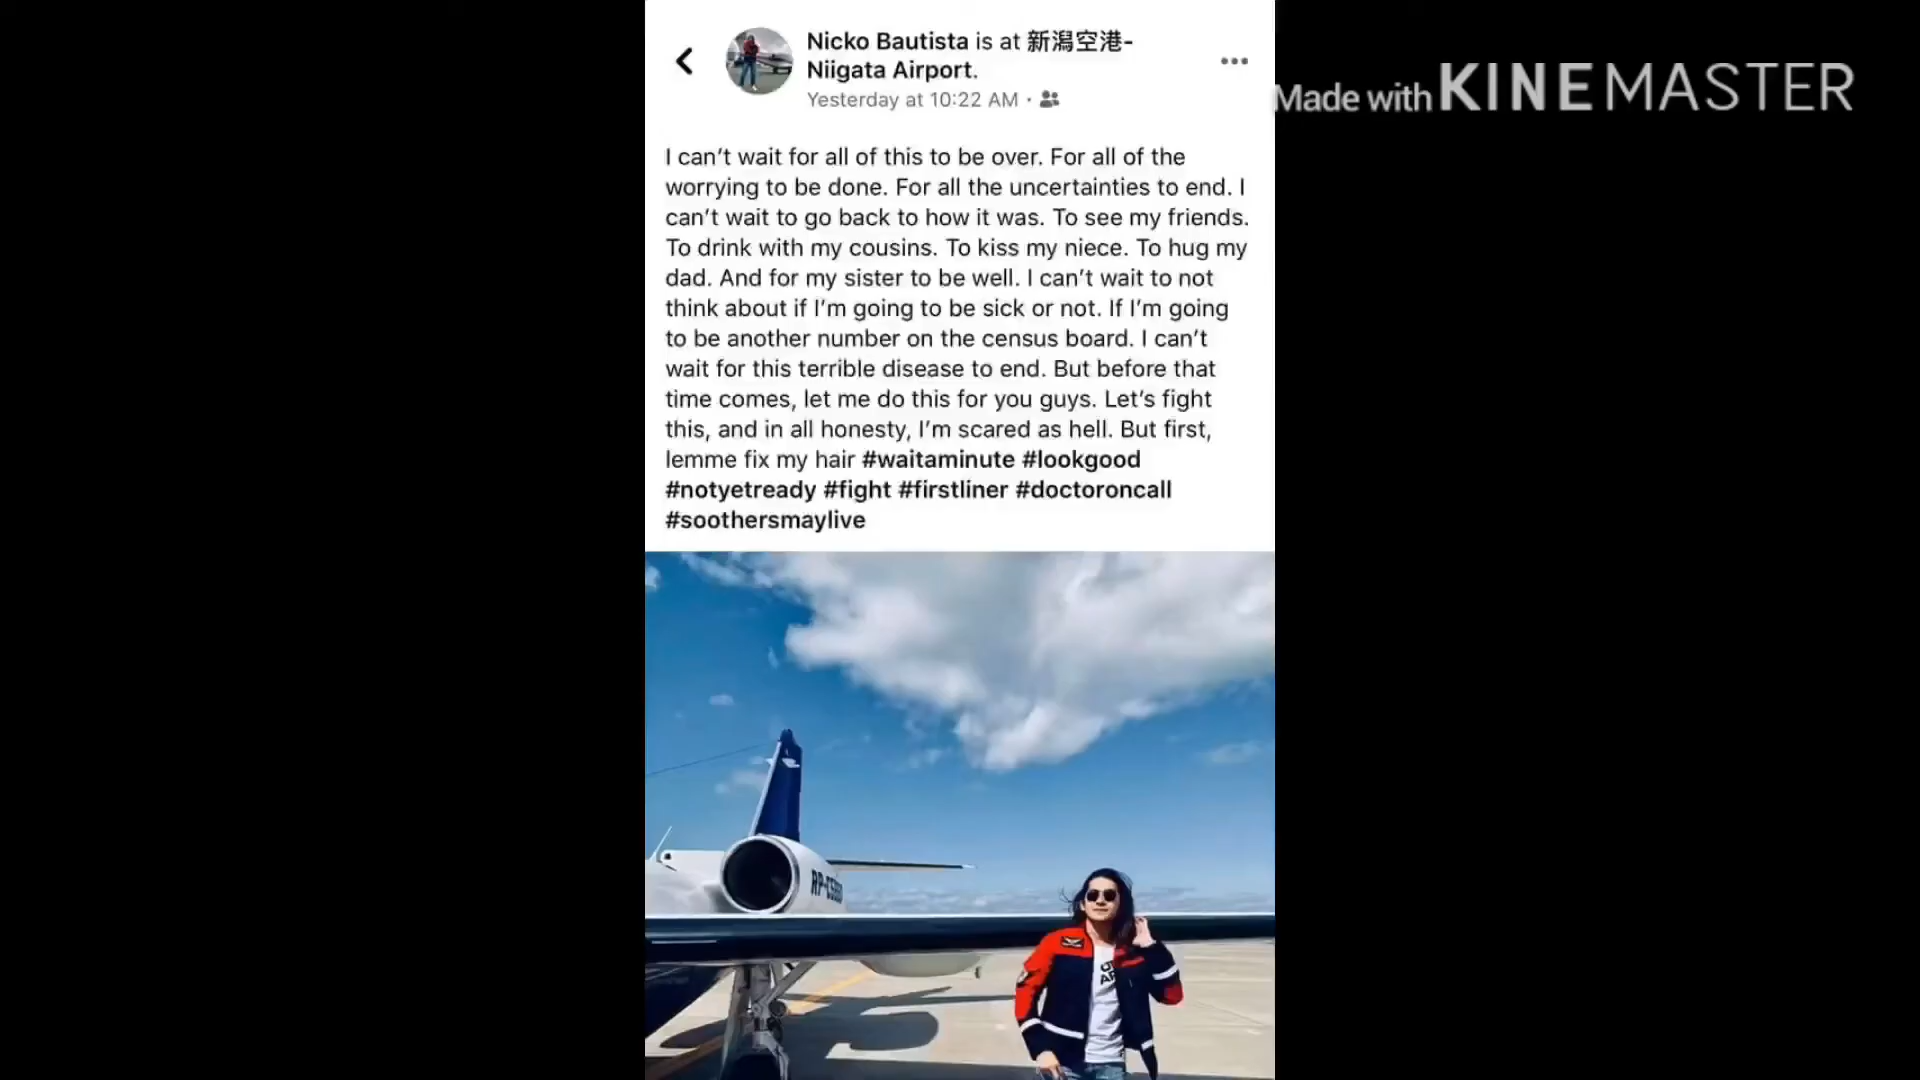 Nicko Bautista is at 新潟空港-
Niigata Airport.
Yesterday at 10:22 AM ·
Made with KINEMASTER
I can’t wait for all of this to be over. For all of the
worrying to be done. For all the uncertainties to end. I
can’t wait to go back to how it was. To see my friends.
To drink with my cousins. To kiss my niece. To hug my
dad. And for my sister to be well. I can’t wait to not
think about if I’m going to be sick or not. If I’m going
to be another number on the census board. I can’t
wait for this terrible disease to end. But before that
time comes, let me do this for you guys. Let’s fight
this, and in all honesty, I’m scared as hell. But first,
lemme fix my hair #waitaminute #lookgood
#notyetready #fight #firstliner #doctoroncall
#soothersmaylive